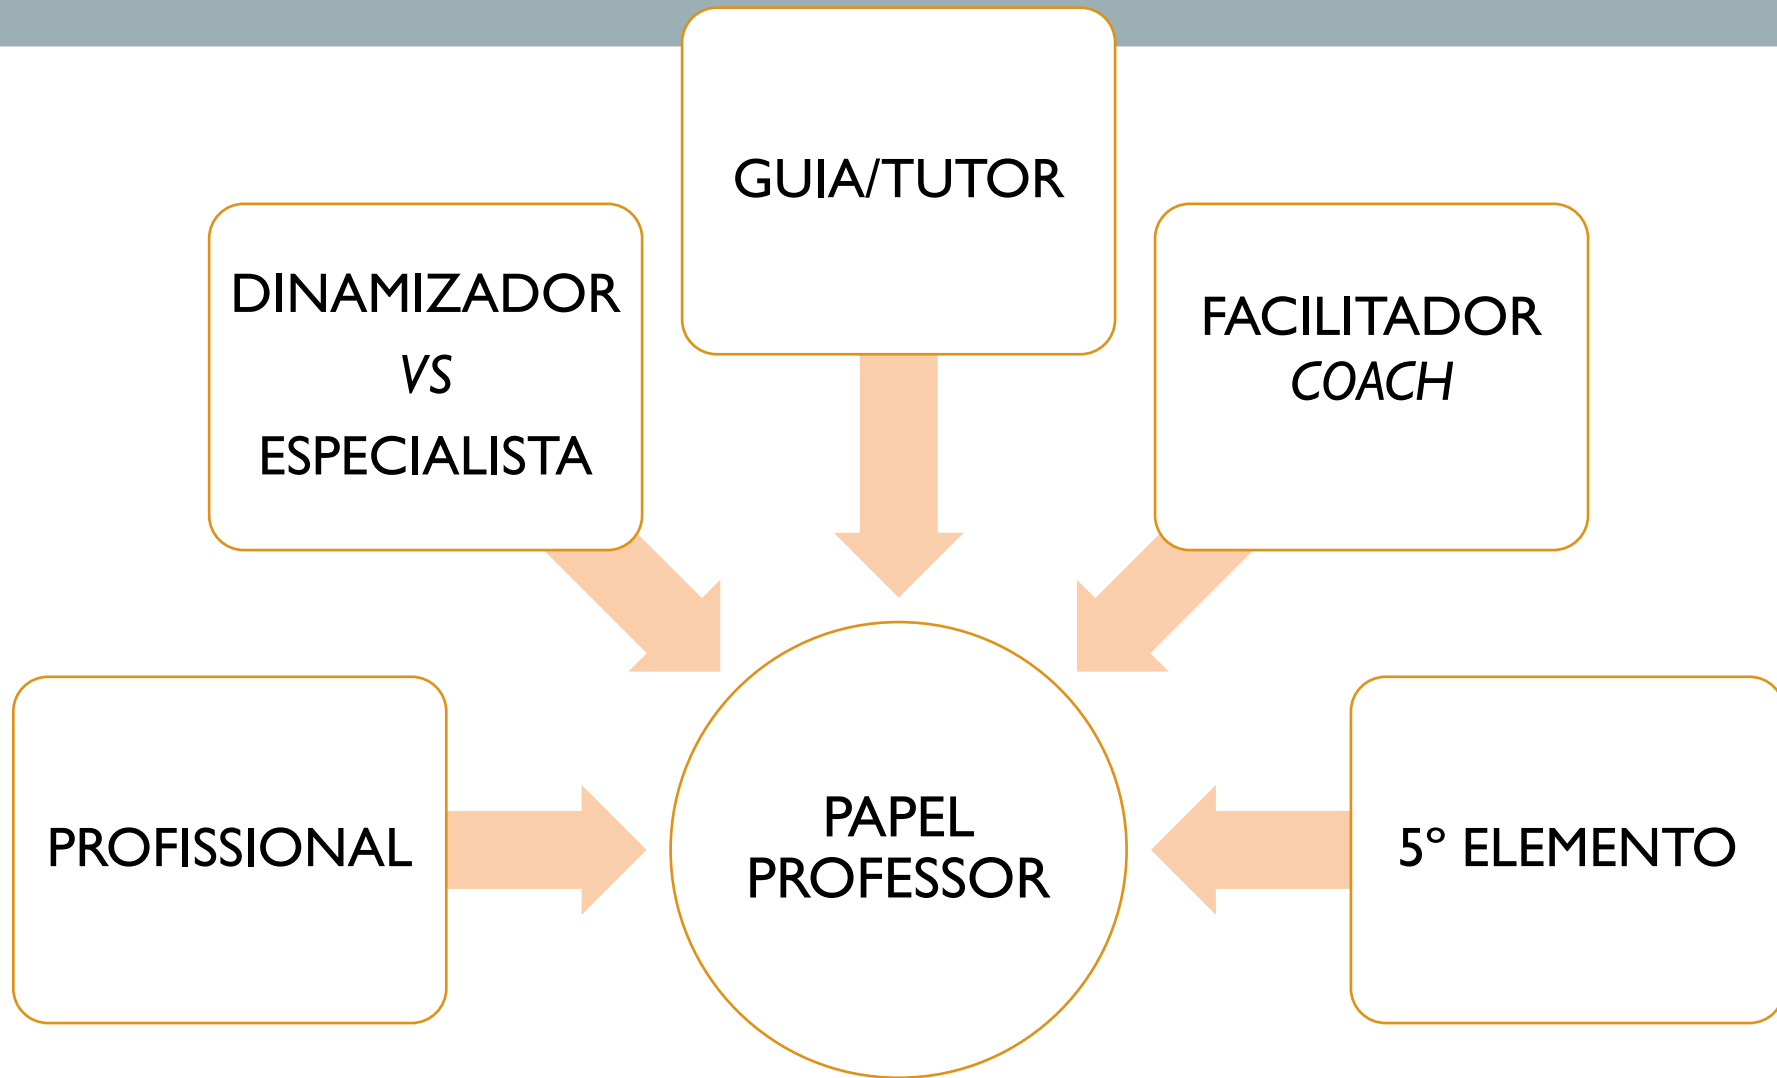 GUIA/TUTOR
DINAMIZADOR
VS
ESPECIALISTA
FACILITADOR
COACH
PROFISSIONAL
PAPEL
PROFESSOR
5º ELEMENTO